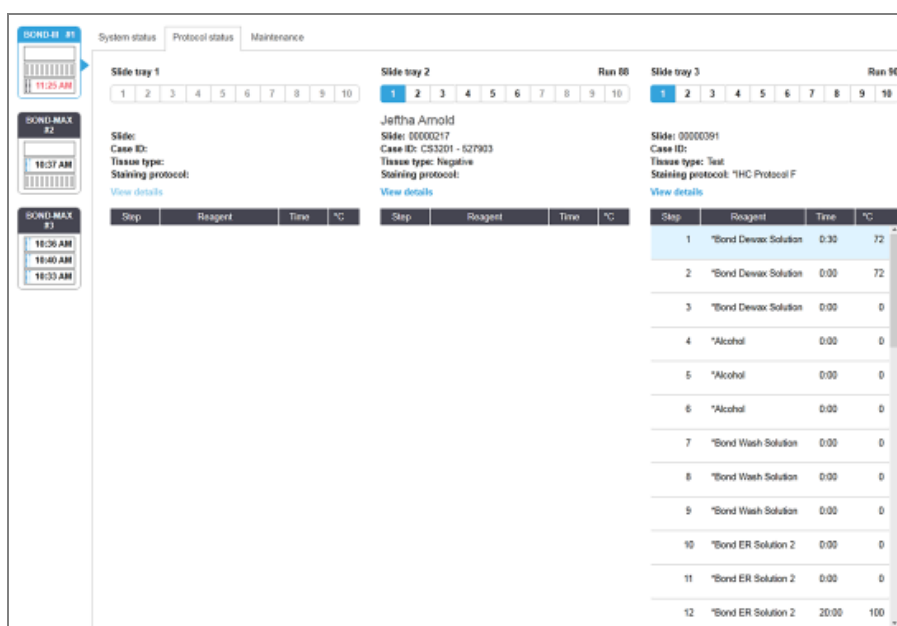 BOND-III #1
11:25 AM
BOND-MAX
#2
10:37 AM
BOND-MAX
#3
10:36 AM
10:40 AM
10:33 AM
System status Protocol status Maintenance
Slide tray 1
1 2 3 4 5 6 7 8 9 10
Slide:
Case ID:
Tissue type:
Staining protocol:
View details
Step Reagent Time °C
Slide tray 2 Run 88
1 2 3 4 5 6 7 8 9 10
Jeftha Arnold
Slide: 00000217
Case ID: CS3201 - 527903
Tissue type: Negative
Staining protocol:
View details
Step Reagent Time °C
Slide tray 3 Run 90
1 2 3 4 5 6 7 8 9 10
Slide: 00000391
Case ID:
Tissue type: Test
Staining protocol: *IHC Protocol F
View details
Step Reagent Time °C
1 *Bond Dewax Solution 0:30 72
2 *Bond Dewax Solution 0:00 72
3 *Bond Dewax Solution 0:00 0
4 *Alcohol 0:00 0
5 *Alcohol 0:00 0
6 *Alcohol 0:00 0
7 *Bond Wash Solution 0:00 0
8 *Bond Wash Solution 0:00 0
9 *Bond Wash Solution 0:00 0
10 *Bond ER Solution 2 0:00 0
11 *Bond ER Solution 2 0:00 0
12 *Bond ER Solution 2 20:00 100